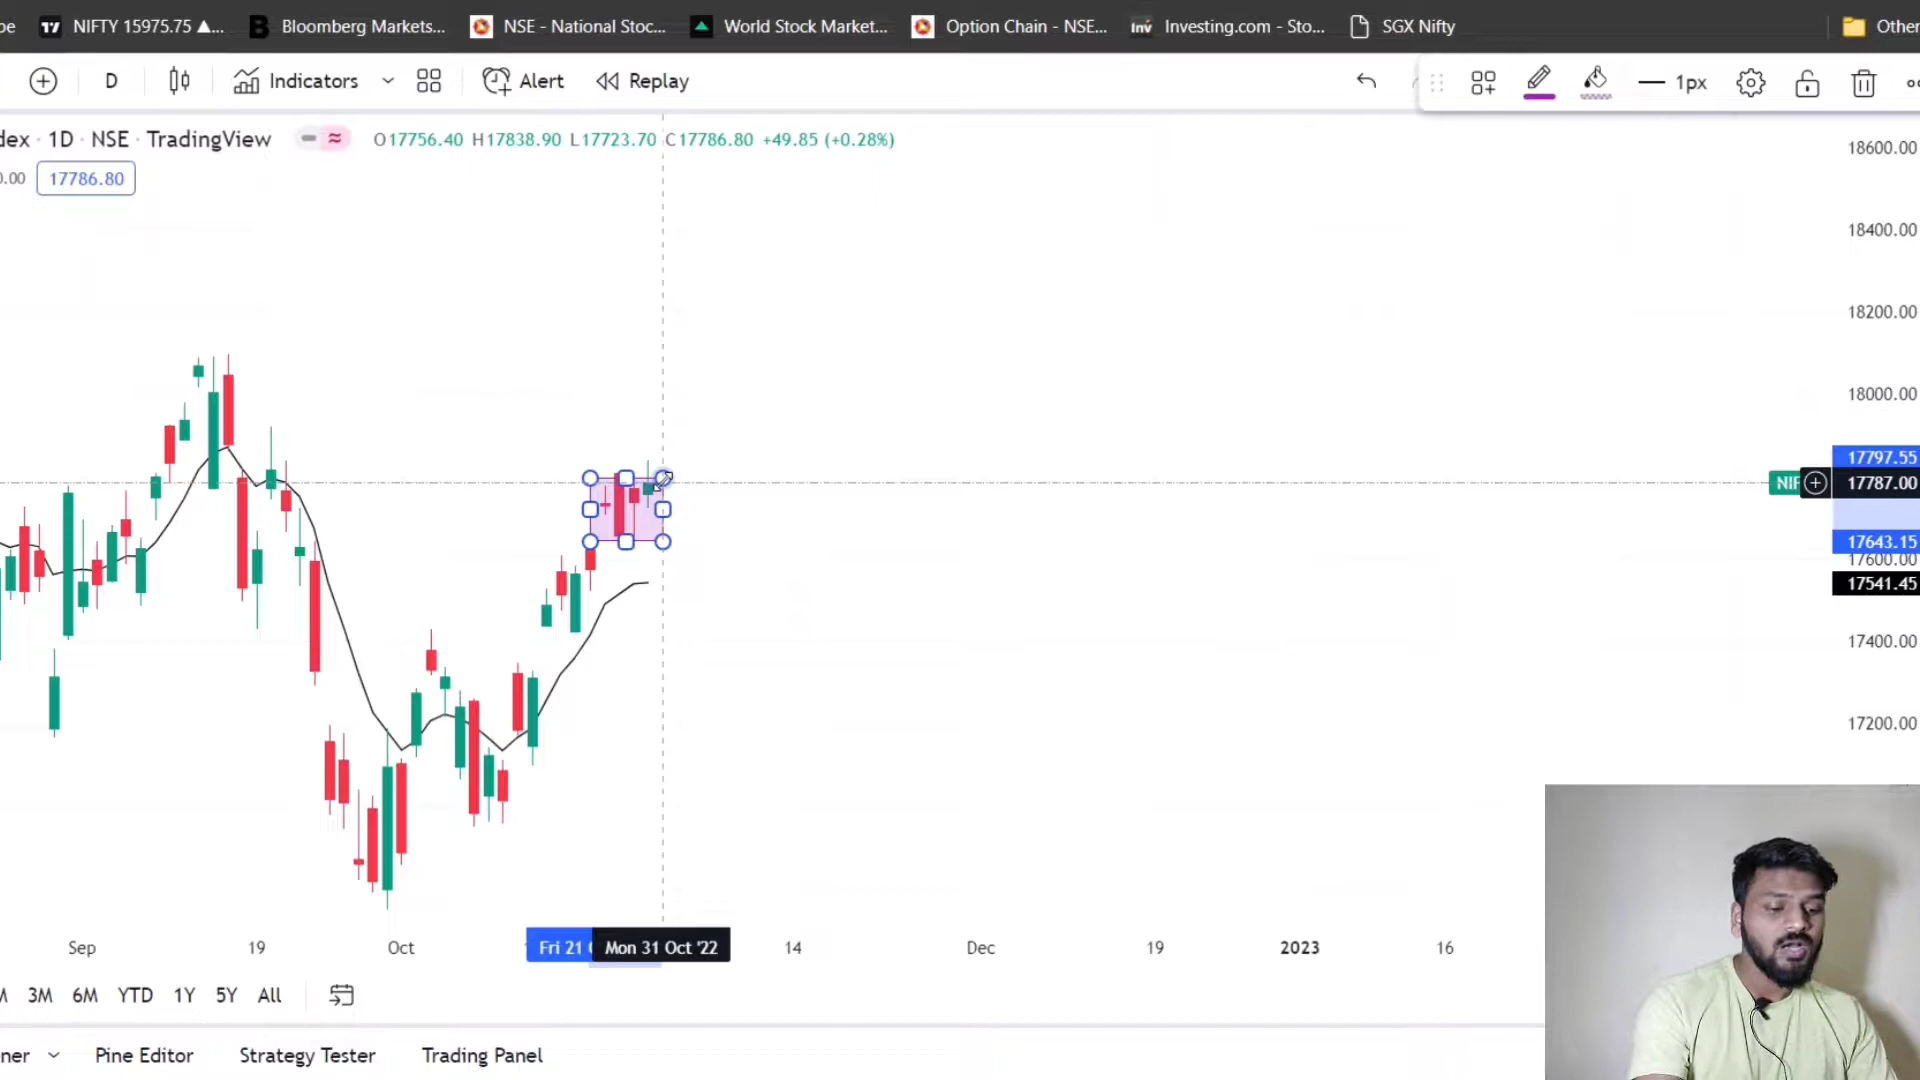 NIFTY 15975.75 ▲... Bloomberg Markets... NSE - National Stoc... World Stock Market... Option Chain - NSE... Inv Investing.com - Sto... SGX Nifty Other
D Indicators Alert Replay 1px
dex · 1D · NSE · TradingView O17756.40 H17838.90 L17723.70 C17786.80 +49.85 (+0.28%)
0.00 17786.80
18600.00
18400.00
18200.00
18000.00
17797.55
NIF 17787.00
17643.15
17600.00
17541.45
17400.00
17200.00
Sep 19 Oct Fri 21 Mon 31 Oct '22 14 Dec 19 2023 16
3M 6M YTD 1Y 5Y All
ner Pine Editor Strategy Tester Trading Panel